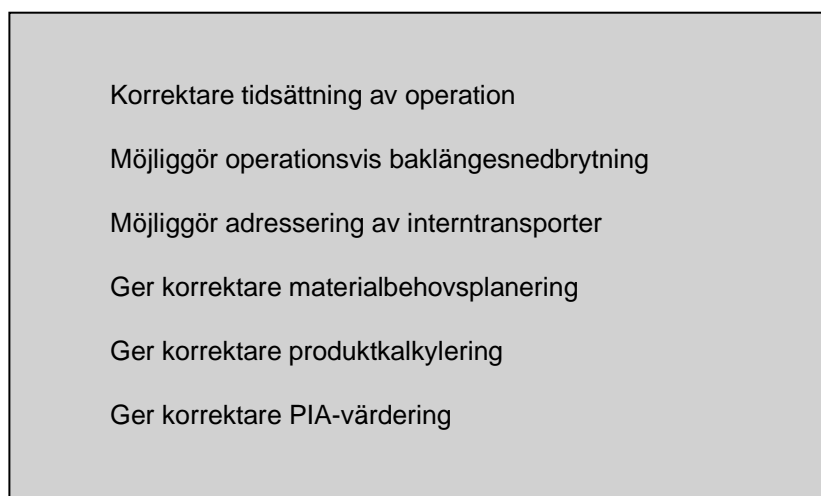 Korrektare tidsättning av operation
Möjliggör operationsvis baklängesnedbrytning
Möjliggör adressering av interntransporter
Ger korrektare materialbehovsplanering
Ger korrektare produktkalkylering
Ger korrektare PIA-värdering